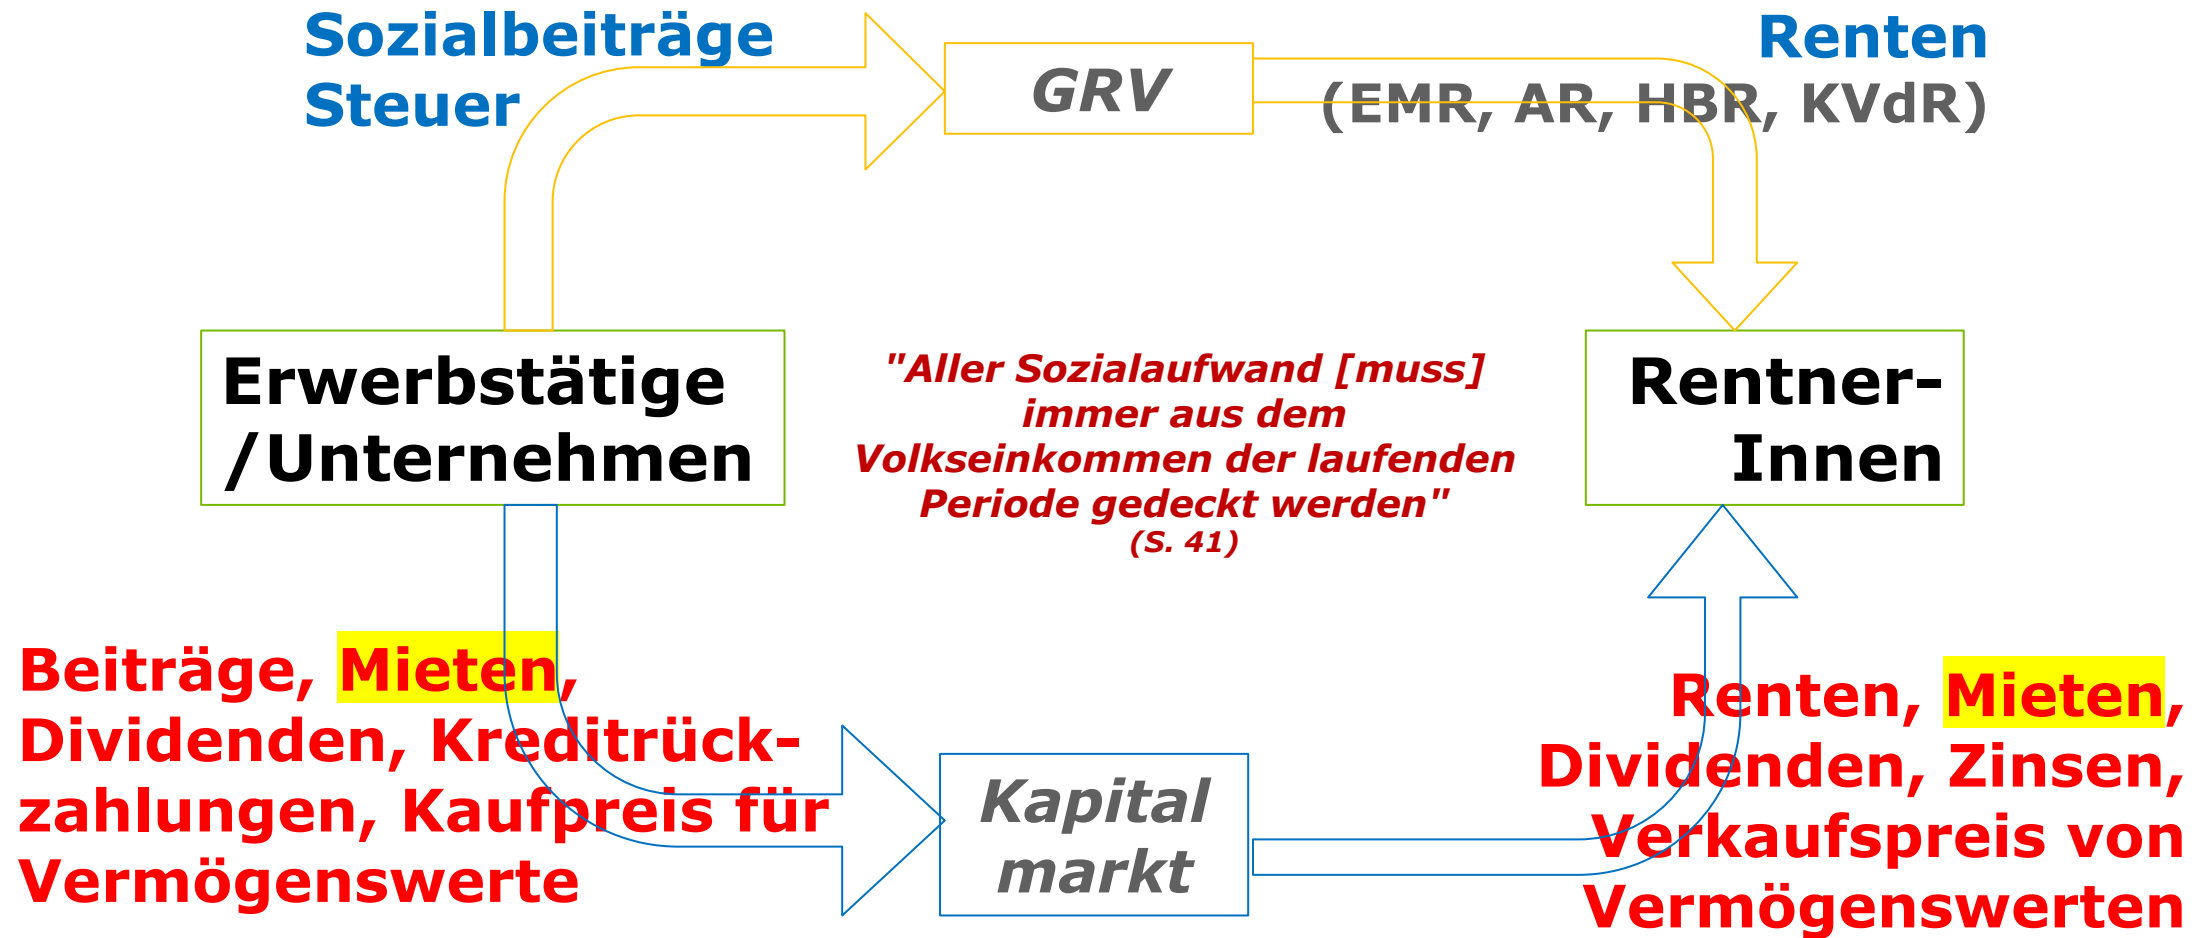 Sozialbeiträge
Steuer
GRV
Renten
(EMR, AR, HBR, KVdR)
Erwerbstätige
/Unternehmen
"Aller Sozialaufwand [muss]
immer aus dem
Volkseinkommen der laufenden
Periode gedeckt werden"
(S. 41)
Rentner-
Innen
Beiträge, Mieten,
Dividenden, Kreditrück-
zahlungen, Kaufpreis für
Vermögenswerte
Kapital
markt
Renten, Mieten,
Dividenden, Zinsen,
Verkaufspreis von
Vermögenswerten